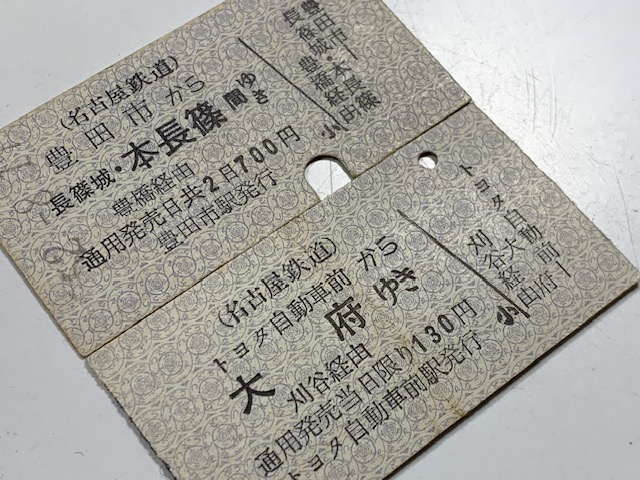 (名古屋鉄道)
豊田市から
長篠城・本長篠間ゆき
豊橋経由
通用発売日共2日700円
豊田市駅発行
豊田市―
長篠城・本長篠
豊橋経由
小
(名古屋鉄道)
トヨタ自動車前から
大府ゆき
刈谷経由
通用発売当日限り130円
トヨタ自動車前駅発行
トヨタ自動車前―
大府
刈谷経由
小